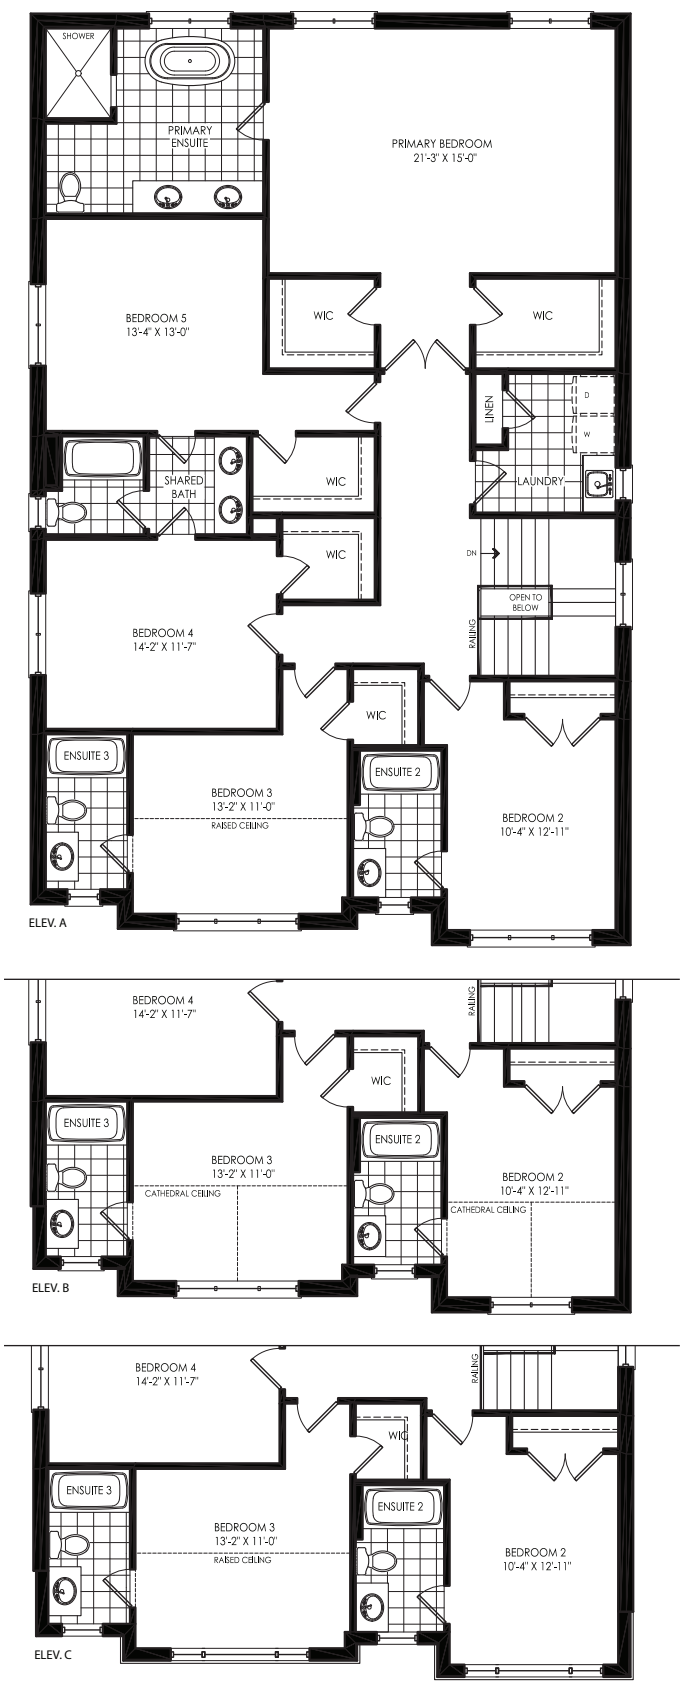 SHOWER
PRIMARY
ENSUITE
PRIMARY BEDROOM
21'-3" X 15'-0"
WIC
WIC
BEDROOM 5
13'-4" X 13'-0"
LINEN
D
W
LAUNDRY
SHARED
BATH
WIC
WIC
DN
OPEN TO
BELOW
RAILING
BEDROOM 4
14'-2" X 11'-7"
WIC
ENSUITE 3
BEDROOM 3
13'-2" X 11'-0"
RAISED CEILING
ENSUITE 2
BEDROOM 2
10'-4" X 12'-11"
ELEV. A
BEDROOM 4
14'-2" X 11'-7"
RAILING
WIC
ENSUITE 3
BEDROOM 3
13'-2" X 11'-0"
CATHEDRAL CEILING
ENSUITE 2
BEDROOM 2
10'-4" X 12'-11"
CATHEDRAL CEILING
ELEV. B
BEDROOM 4
14'-2" X 11'-7"
RAILING
WIC
ENSUITE 3
BEDROOM 3
13'-2" X 11'-0"
RAISED CEILING
ENSUITE 2
BEDROOM 2
10'-4" X 12'-11"
ELEV. C